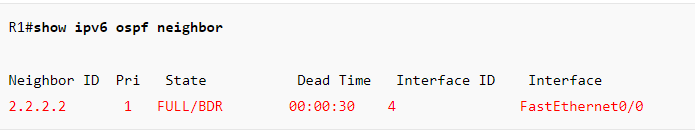 R1#show ipv6 ospf neighbor
Neighbor ID  Pri   State           Dead Time   Interface ID    Interface
2.2.2.2       1   FULL/BDR        00:00:30    4               FastEthernet0/0